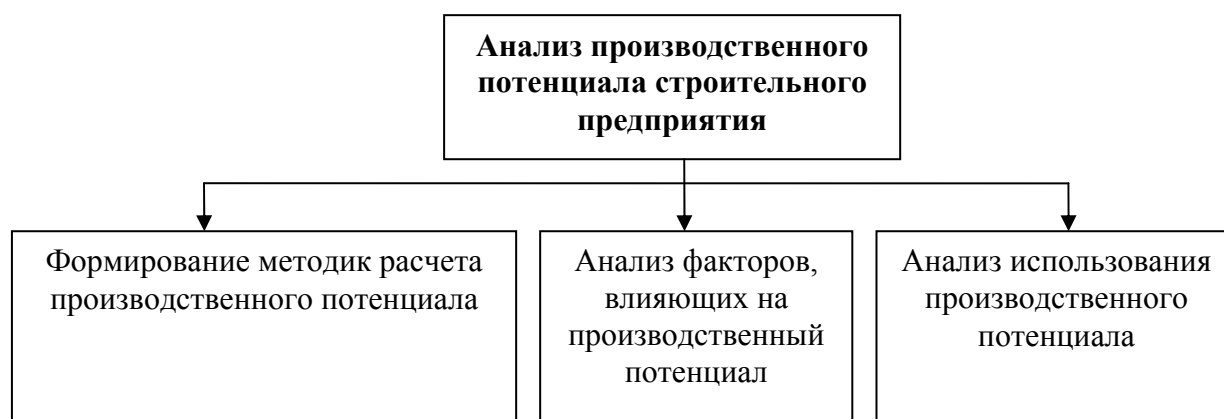 Анализ производственного
потенциала строительного
предприятия
Формирование методик расчета
производственного потенциала
Анализ факторов,
влияющих на
производственный
потенциал
Анализ использования
производственного
потенциала